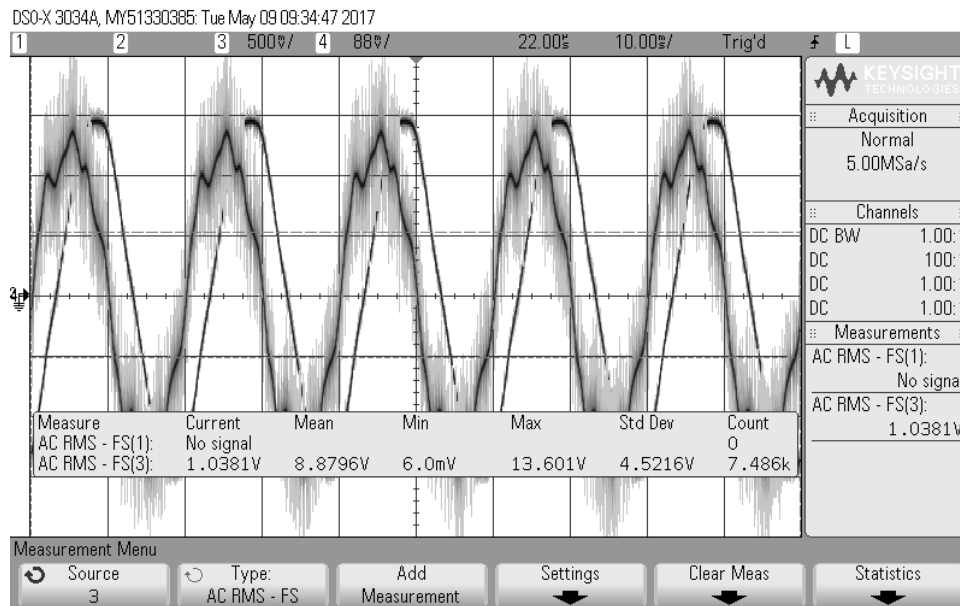 DSO-X 3034A, MY51330385: Tue May 09 09:34:47 2017
1 2 3 500V/ 4 88V/ 22.00s 10.00s/ Trig'd L
KEYSIGHT
TECHNOLOGIES
Acquisition
Normal
5.00MSa/s
Channels
DC BW 1.00:
DC 100:
DC 1.00:
DC 1.00:
Measurements
AC RMS - FS(1):
No signa
AC RMS - FS(3):
1.0381V
Measure Current Mean Min Max Std Dev Count
AC RMS - FS(1): No signal 0
AC RMS - FS(3): 1.0381V 8.8796V 6.0mV 13.601V 4.5216V 7.486k
Measurement Menu
Source
3
Type:
AC RMS - FS
Add
Measurement
Settings
Clear Meas
Statistics